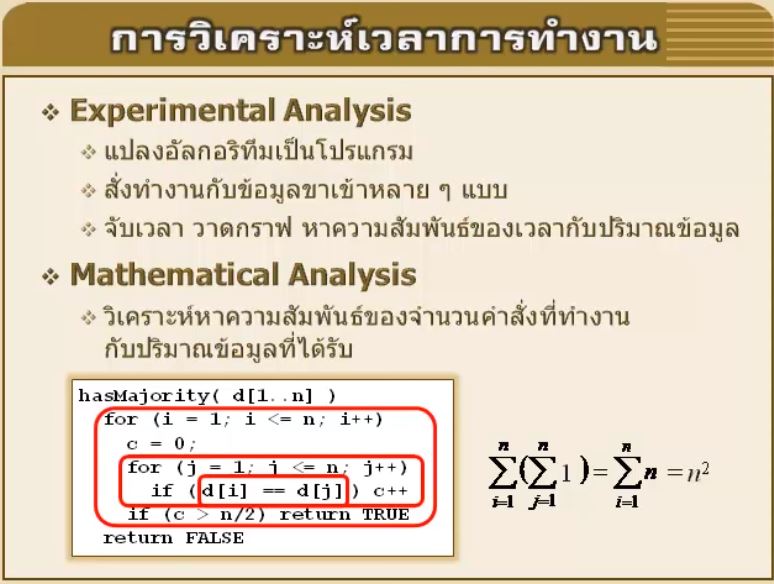 การวิเคราะห์เวลาการทำงาน
❖ Experimental Analysis
❖ แปลงอัลกอริทึมเป็นโปรแกรม
❖ สั่งทำงานกับข้อมูลขาเข้าหลาย ๆ แบบ
❖ จับเวลา วาดกราฟ หาความสัมพันธ์ของเวลากับปริมาณข้อมูล
❖ Mathematical Analysis
❖ วิเคราะห์หาความสัมพันธ์ของจำนวนคำสั่งที่ทำงาน
กับปริมาณข้อมูลที่ได้รับ
hasMajority( d[1..n] )
for (i = 1; i <= n; i++)
c = 0;
for (j = 1; j <= n; j++)
if (d[i] == d[j]) c++
if (c > n/2) return TRUE
return FALSE
∑_{i=1}^{n}(∑_{j=1}^{n} 1) = ∑_{i=1}^{n} n = n²